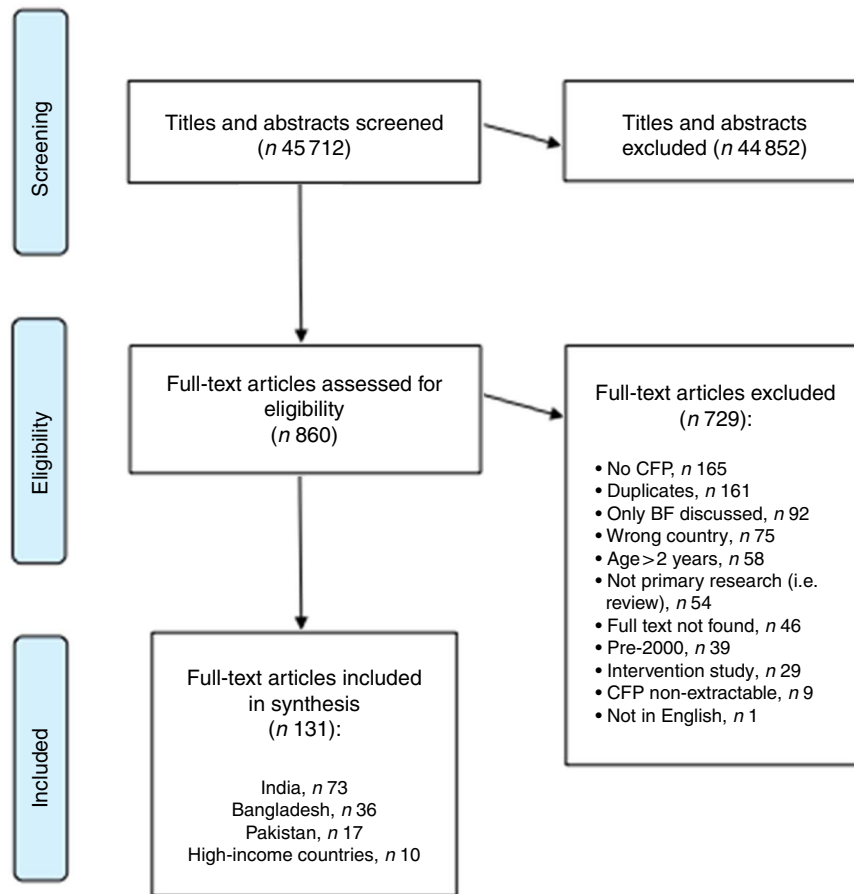 Screening
Titles and abstracts screened
(n 45 712)
Titles and abstracts
excluded (n 44 852)
Eligibility
Full-text articles assessed for
eligibility
(n 860)
Full-text articles excluded
(n 729):
• No CFP, n 165
• Duplicates, n 161
• Only BF discussed, n 92
• Wrong country, n 75
• Age > 2 years, n 58
• Not primary research (i.e.
review), n 54
• Full text not found, n 46
• Pre-2000, n 39
• Intervention study, n 29
• CFP non-extractable, n 9
• Not in English, n 1
Included
Full-text articles included
in synthesis
(n 131):
India, n 73
Bangladesh, n 36
Pakistan, n 17
High-income countries, n 10